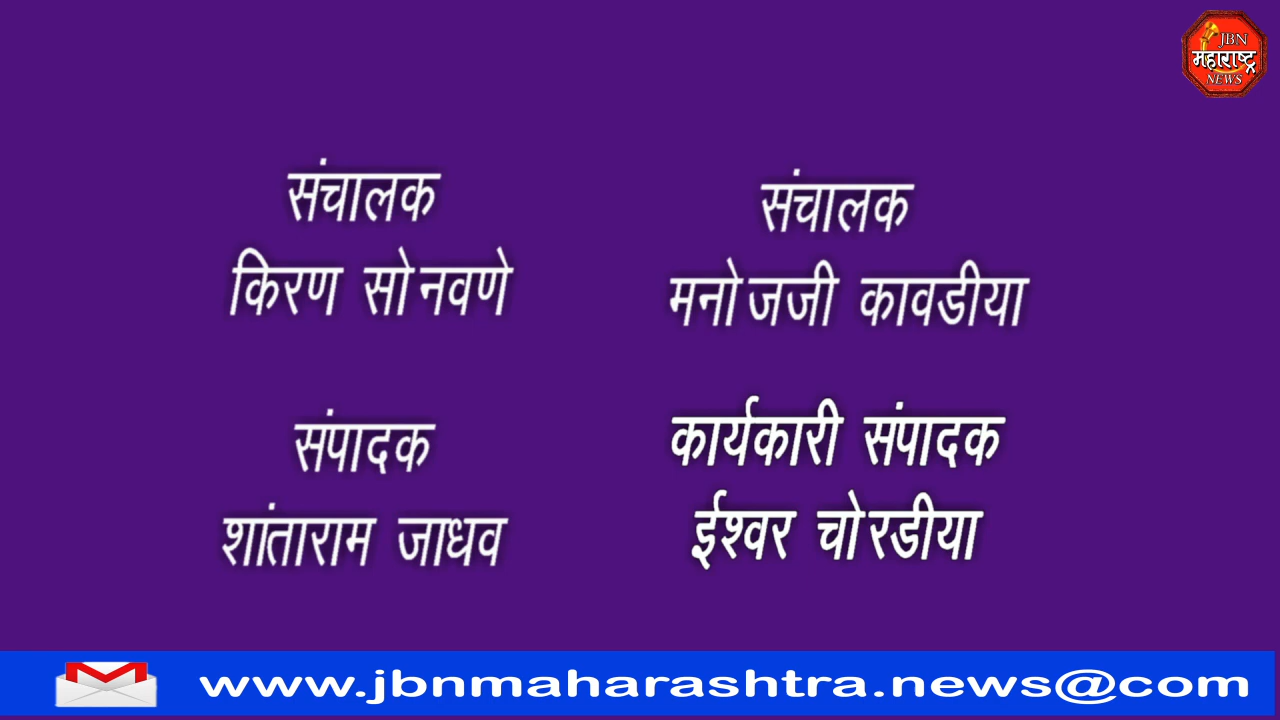 JBN
महाराष्ट्र
NEWS
संचालक
किरण सोनवणे
संचालक
मनोजजी कावडीया
संपादक
शांताराम जाधव
कार्यकारी संपादक
ईश्वर चोरडीया
www.jbnmaharashtra.news@com